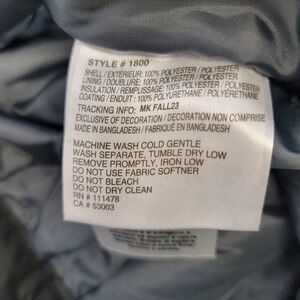 STYLE # 1800
SHELL / EXTERIEUR: 100% POLYESTER / POLYESTER
LINING / DOUBLURE: 100% POLYESTER / POLYESTER
INSULATION / REMPLISSAGE: 100% POLYESTER / POLYESTER
COATING / ENDUIT : 100% POLYURETHANE / POLYURETHANE
TRACKING INFO: MK FALL23
EXCLUSIVE OF DECORATION / DECORATION NON COMPRISE
MADE IN BANGLADESH / FABRIQUÉ EN BANGLADESH
MACHINE WASH COLD GENTLE
WASH SEPARATE, TUMBLE DRY LOW
REMOVE PROMPTLY, IRON LOW
DO NOT USE FABRIC SOFTNER
DO NOT BLEACH
DO NOT DRY CLEAN
RN # 111478
CA # 53003